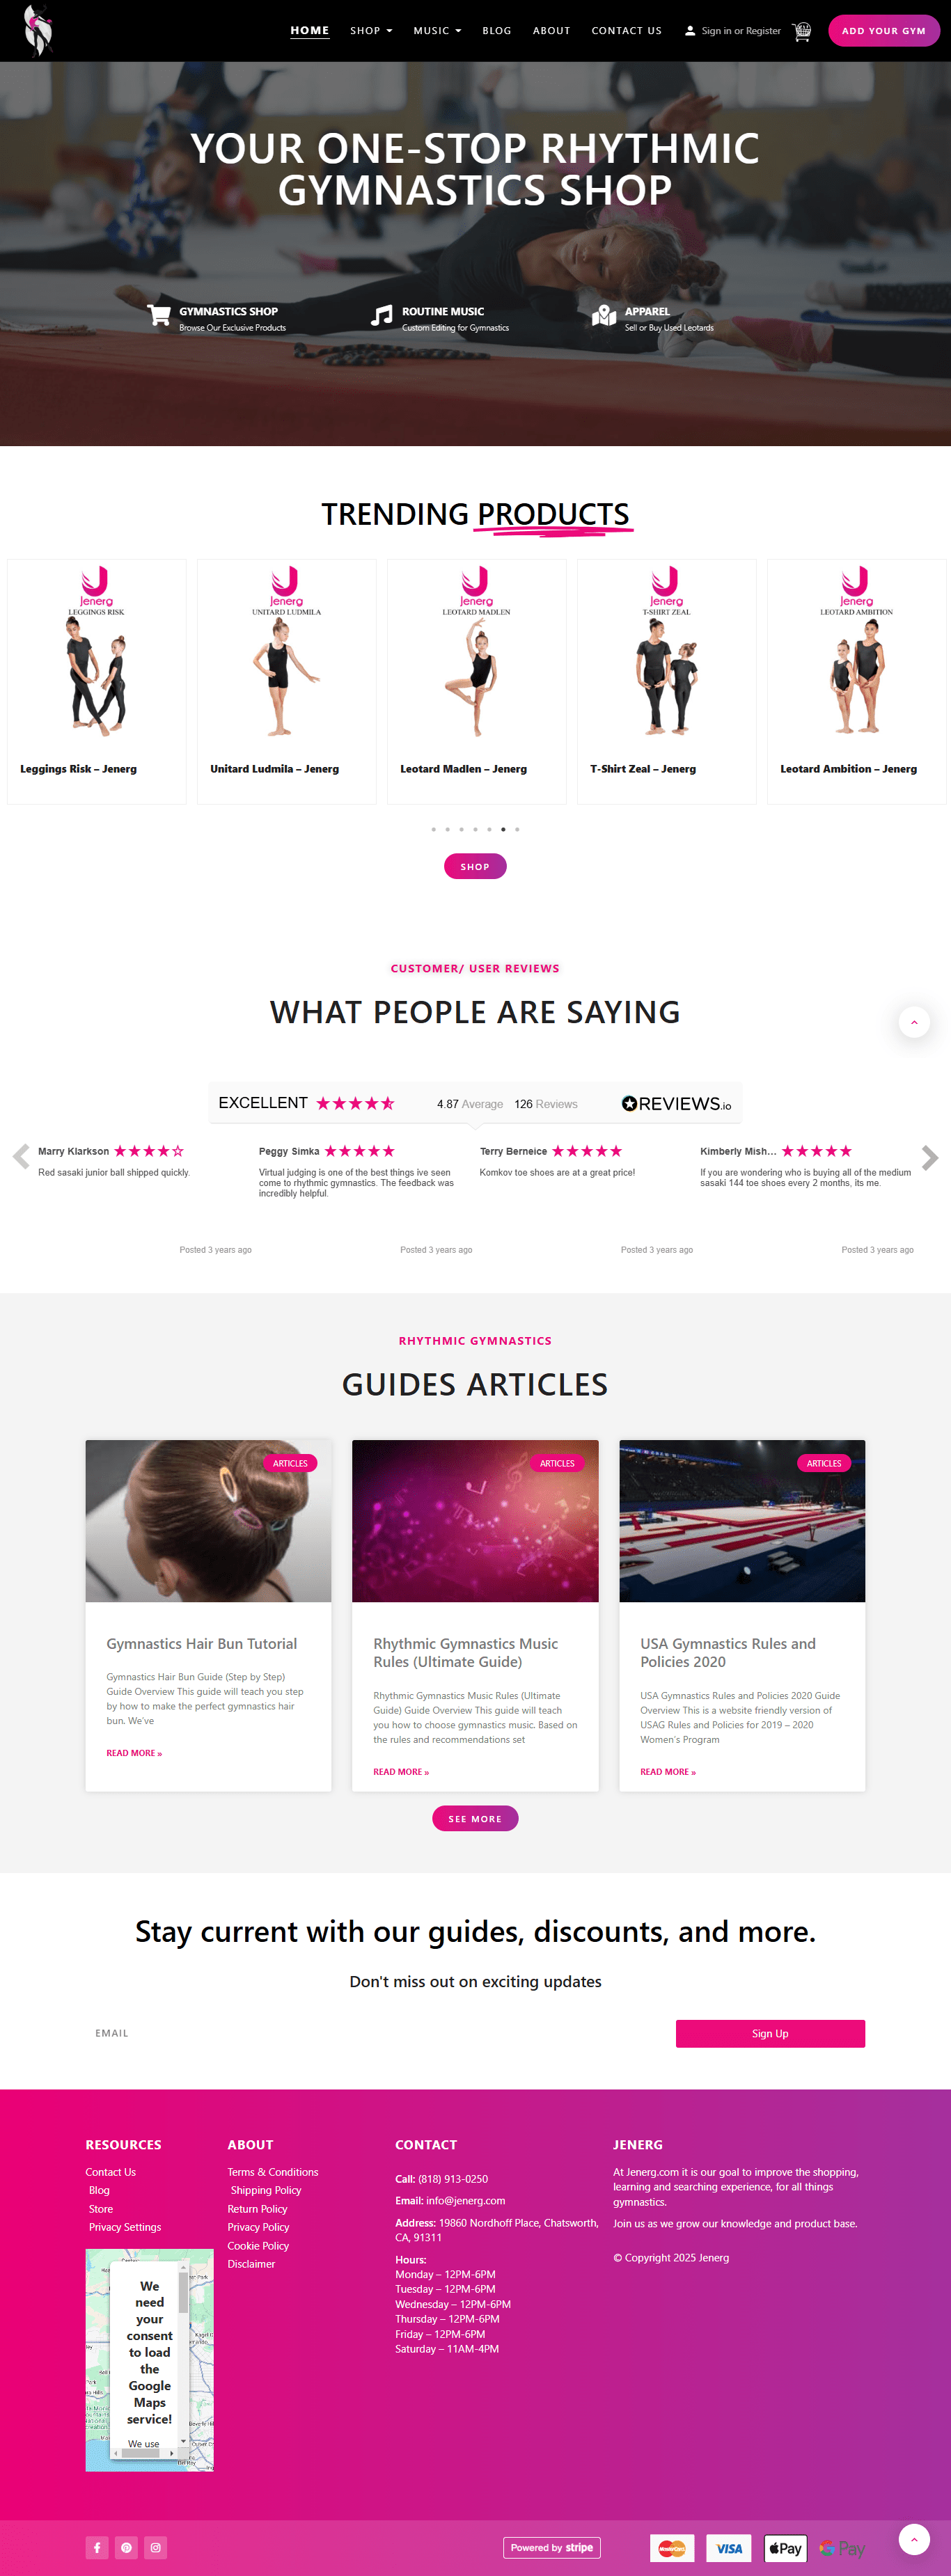 HOME
SHOP
MUSIC
BLOG
ABOUT
CONTACT US
Sign in or Register
ADD YOUR GYM
YOUR ONE-STOP RHYTHMIC
GYMNASTICS SHOP
GYMNASTICS SHOP
Browse Our Exclusive Products
ROUTINE MUSIC
Custom Editing for Gymnastics
APPAREL
Sell or Buy Used Leotards
TRENDING PRODUCTS
Jenerg
LEGGINGS RISK
Leggings Risk – Jenerg
Jenerg
UNITARD LUDMILA
Unitard Ludmila – Jenerg
Jenerg
LEOTARD MADLEN
Leotard Madlen – Jenerg
Jenerg
T-SHIRT ZEAL
T-Shirt Zeal – Jenerg
Jenerg
LEOTARD AMBITION
Leotard Ambition – Jenerg
SHOP
CUSTOMER/ USER REVIEWS
WHAT PEOPLE ARE SAYING
EXCELLENT
4.87 Average
126 Reviews
REVIEWS.io
Marry Klarkson
Red sasaki junior ball shipped quickly.
Posted 3 years ago
Peggy Simka
Virtual judging is one of the best things ive seen
come to rhythmic gymnastics. The feedback was
incredibly helpful.
Posted 3 years ago
Terry Berneice
Komkov toe shoes are at a great price!
Posted 3 years ago
Kimberly Mish...
If you are wondering who is buying all of the medium
sasaki 144 toe shoes every 2 months, its me.
Posted 3 years ago
RHYTHMIC GYMNASTICS
GUIDES ARTICLES
ARTICLES
Gymnastics Hair Bun Tutorial
Gymnastics Hair Bun Guide (Step by Step)
Guide Overview This guide will teach you step
by how to make the perfect gymnastics hair
bun. We've
READ MORE »
ARTICLES
Rhythmic Gymnastics Music
Rules (Ultimate Guide)
Rhythmic Gymnastics Music Rules (Ultimate
Guide) Guide Overview This guide will teach
you how to choose gymnastics music. Based on
the rules and recommendations set
READ MORE »
ARTICLES
USA Gymnastics Rules and
Policies 2020
USA Gymnastics Rules and Policies 2020 Guide
Overview This is a website friendly version of
USAG Rules and Policies for 2019 – 2020
Women's Program
READ MORE »
SEE MORE
Stay current with our guides, discounts, and more.
Don't miss out on exciting updates
EMAIL
Sign Up
RESOURCES
Contact Us
Blog
Store
Privacy Settings
We
need
your
consent
to load
the
Google
Maps
service!
We use
ABOUT
Terms & Conditions
Shipping Policy
Return Policy
Privacy Policy
Cookie Policy
Disclaimer
CONTACT
Call: (818) 913-0250
Email: info@jenerg.com
Address: 19860 Nordhoff Place, Chatsworth,
CA, 91311
Hours:
Monday – 12PM-6PM
Tuesday – 12PM-6PM
Wednesday – 12PM-6PM
Thursday – 12PM-6PM
Friday – 12PM-6PM
Saturday – 11AM-4PM
JENERG
At Jenerg.com it is our goal to improve the shopping,
learning and searching experience, for all things
gymnastics.
Join us as we grow our knowledge and product base.
© Copyright 2025 Jenerg
Powered by stripe
MasterCard
VISA
Pay
G Pay